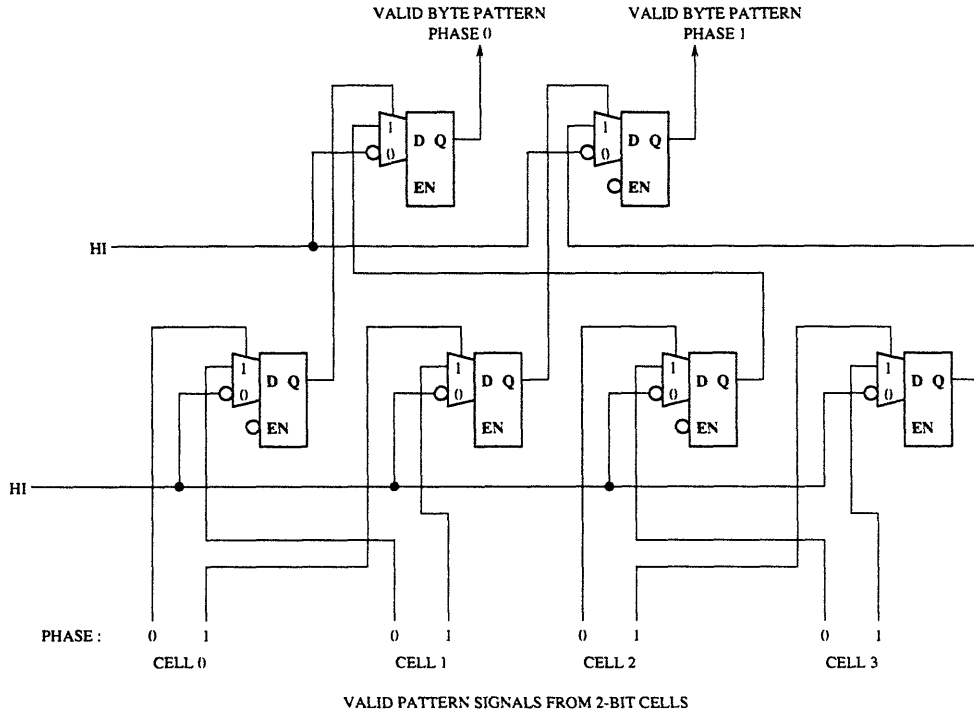 VALID BYTE PATTERN VALID BYTE PATTERN
PHASE 0 PHASE 1
1 D Q 1 D Q
0 0
EN EN
HI
1 D Q 1 D Q 1 D Q 1 D Q
0 0 0 0
EN EN EN EN
HI
PHASE : 0 1 0 1 0 1 0 1
CELL 0 CELL 1 CELL 2 CELL 3
VALID PATTERN SIGNALS FROM 2-BIT CELLS